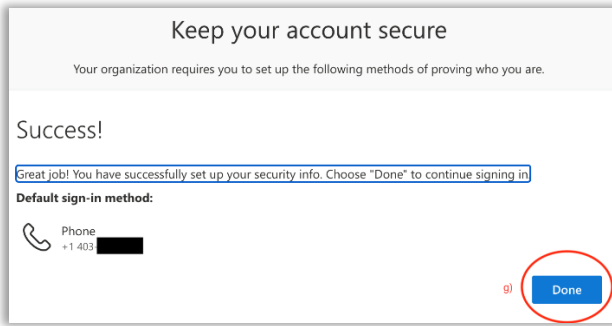 Keep your account secure
Your organization requires you to set up the following methods of proving who you are.
Success!
Great job! You have successfully set up your security info. Choose "Done" to continue signing in
Default sign-in method:
Phone
+1 403-
g) Done